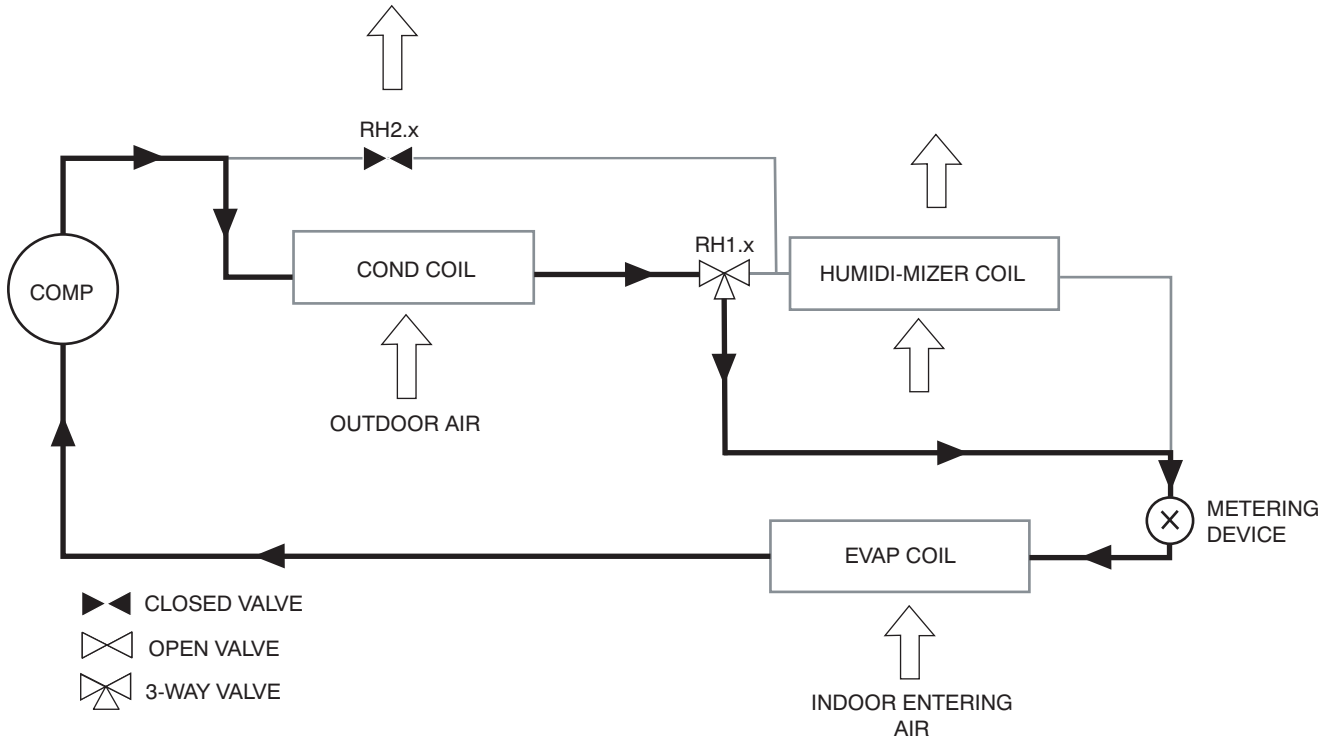 RH2.x
RH1.x
COND COIL
HUMIDI-MIZER COIL
COMP
OUTDOOR AIR
METERING
DEVICE
EVAP COIL
CLOSED VALVE
OPEN VALVE
3-WAY VALVE
INDOOR ENTERING
AIR